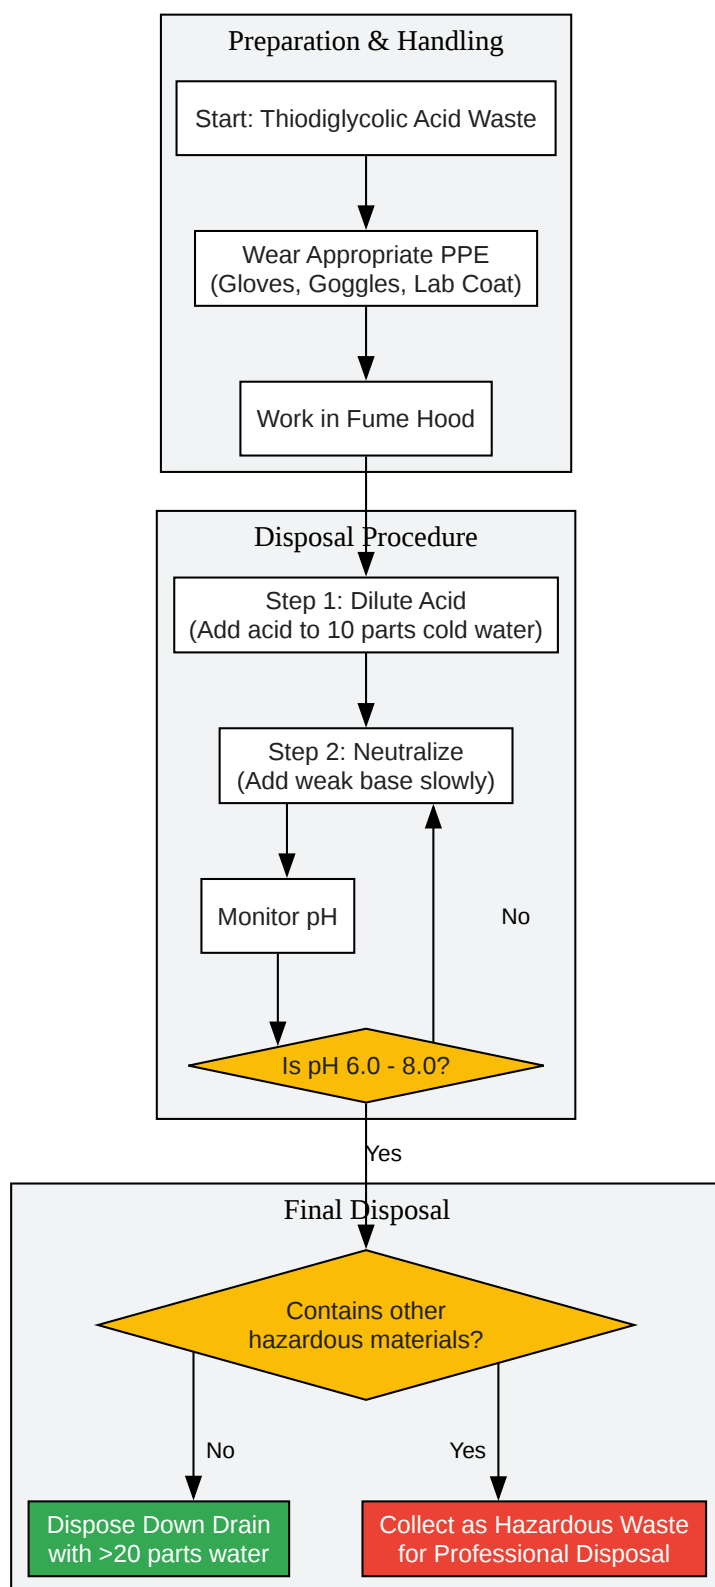 Preparation & Handling
Start: Thiodiglycolic Acid Waste
Wear Appropriate PPE
(Gloves, Goggles, Lab Coat)
Work in Fume Hood
Disposal Procedure
Step 1: Dilute Acid
(Add acid to 10 parts cold water)
Step 2: Neutralize
(Add weak base slowly)
Monitor pH
No
Is pH 6.0 - 8.0?
Yes
Final Disposal
Contains other
hazardous materials?
No
Yes
Dispose Down Drain
with >20 parts water
Collect as Hazardous Waste
for Professional Disposal